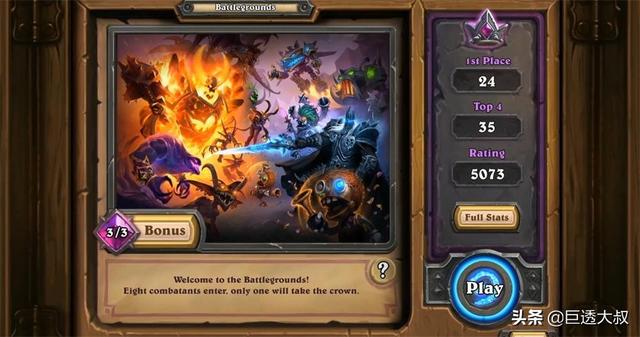 Battlegrounds
1st Place
24
Top 4
35
Rating
5073
Full Stats
3/3
Bonus
?
Welcome to the Battlegrounds!
Eight combatants enter, only one will take the crown.
Play
头条 @巨透大叔